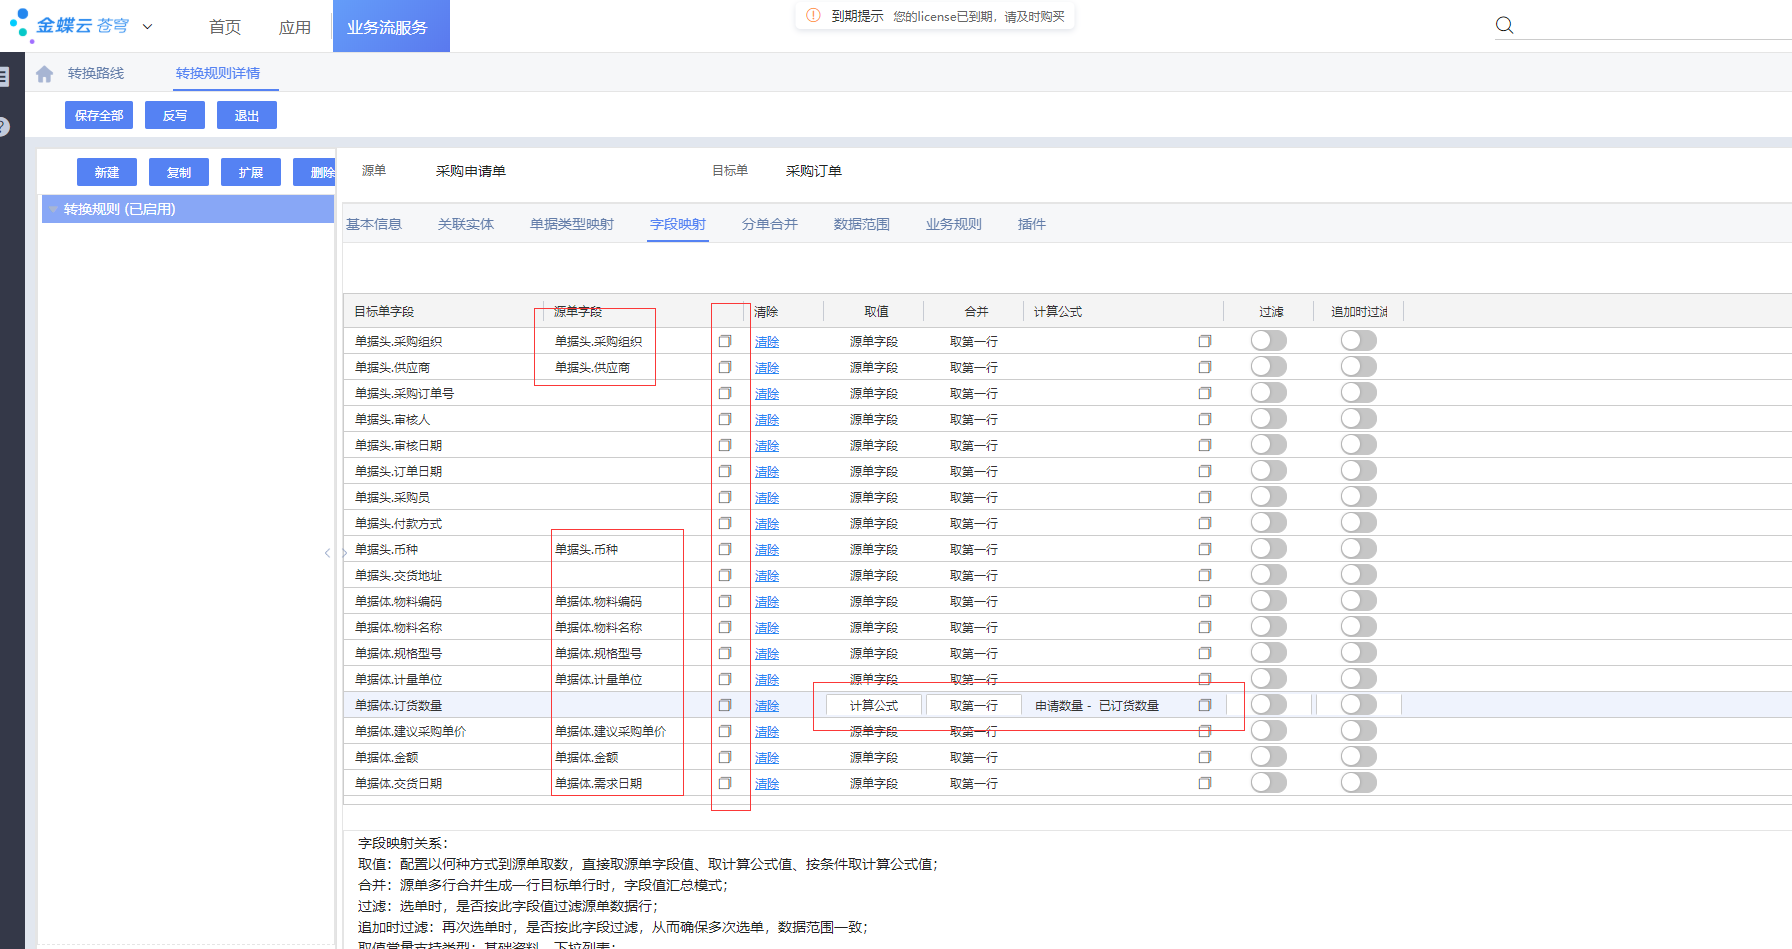 金蝶云 苍穹 首页 应用 业务流服务
到期提示 您的license已到期，请及时购买
转换路线 转换规则详情
保存全部 反写 退出
新建 复制 扩展 删除
转换规则 (已启用)
源单 采购申请单 目标单 采购订单
基本信息 关联实体 单据类型映射 字段映射 分单合并 数据范围 业务规则 插件
目标单字段 源单字段 清除 取值 合并 计算公式 过滤 追加时过滤
单据头.采购组织 单据头.采购组织 清除 源单字段 取第一行
单据头.供应商 单据头.供应商 清除 源单字段 取第一行
单据头.采购订单号 清除 源单字段 取第一行
单据头.审核人 清除 源单字段 取第一行
单据头.审核日期 清除 源单字段 取第一行
单据头.订单日期 清除 源单字段 取第一行
单据头.采购员 清除 源单字段 取第一行
单据头.付款方式 清除 源单字段 取第一行
单据头.币种 单据头.币种 清除 源单字段 取第一行
单据头.交货地址 清除 源单字段 取第一行
单据体.物料编码 单据体.物料编码 清除 源单字段 取第一行
单据体.物料名称 单据体.物料名称 清除 源单字段 取第一行
单据体.规格型号 单据体.规格型号 清除 源单字段 取第一行
单据体.计量单位 单据体.计量单位 清除 源单字段 取第一行
单据体.订货数量 清除 计算公式 取第一行 申请数量 - 已订货数量
单据体.建议采购单价 单据体.建议采购单价 清除 源单字段 取第一行
单据体.金额 单据体.金额 清除 源单字段 取第一行
单据体.交货日期 单据体.需求日期 清除 源单字段 取第一行
字段映射关系：
取值：配置以何种方式到源单取数，直接取源单字段值、取计算公式值、按条件取计算公式值；
合并：源单多行合并生成一行目标单行时，字段值汇总模式；
过滤：选单时，是否按此字段值过滤源单数据行；
追加时过滤：再次选单时，是否按此字段过滤，从而确保多次选单，数据范围一致；
取值常量支持类型：基础资料、下拉列表；